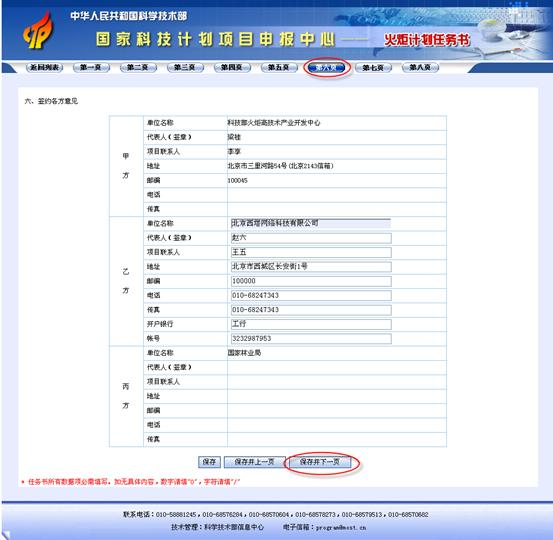 中华人民共和国科学技术部
国家科技计划项目申报中心——火炬计划任务书
返回列表 第一页 第二页 第三页 第四页 第五页 第六页 第七页 第八页
六、签约各方意见
甲方
单位名称 科技部火炬高技术产业开发中心
代表人(签章) 梁桂
项目联系人 李享
地址 北京市三里河路54号(北京2143信箱)
邮编 100045
电话
传真
乙方
单位名称 北京西塔网络科技有限公司
代表人(签章) 赵六
项目联系人 王五
地址 北京市西城区长安街1号
邮编 100000
电话 010-68247343
传真 010-68247343
开户银行 工行
帐号 3232987953
丙方
单位名称 国家林业局
代表人(签章)
项目联系人
地址
邮编
电话
传真
保存 保存并上一页 保存并下一页
* 任务书所有数据项必需填写。如无具体内容,数字请填"0",字符请填"/"
联系电话:010-58881245,010-68576284,010-68570604,010-68578273,010-68579513,010-68570682
技术管理:科学技术部信息中心 电子信箱:program@most.cn